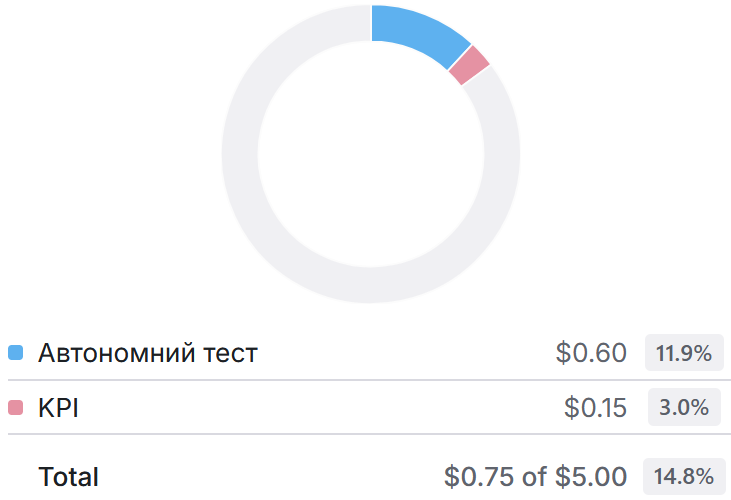 Автономний тест $0.60 11.9%
KPI $0.15 3.0%
Total $0.75 of $5.00 14.8%